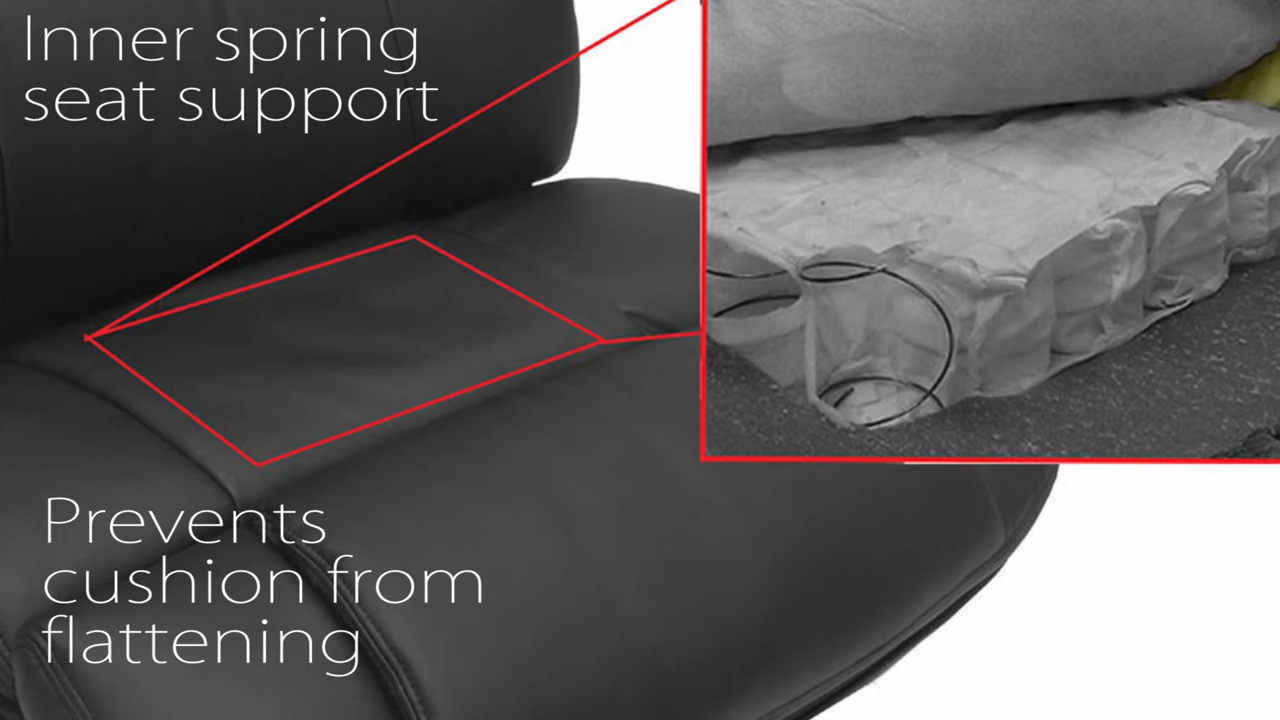 Inner spring
seat support
Prevents
cushion from
flattening